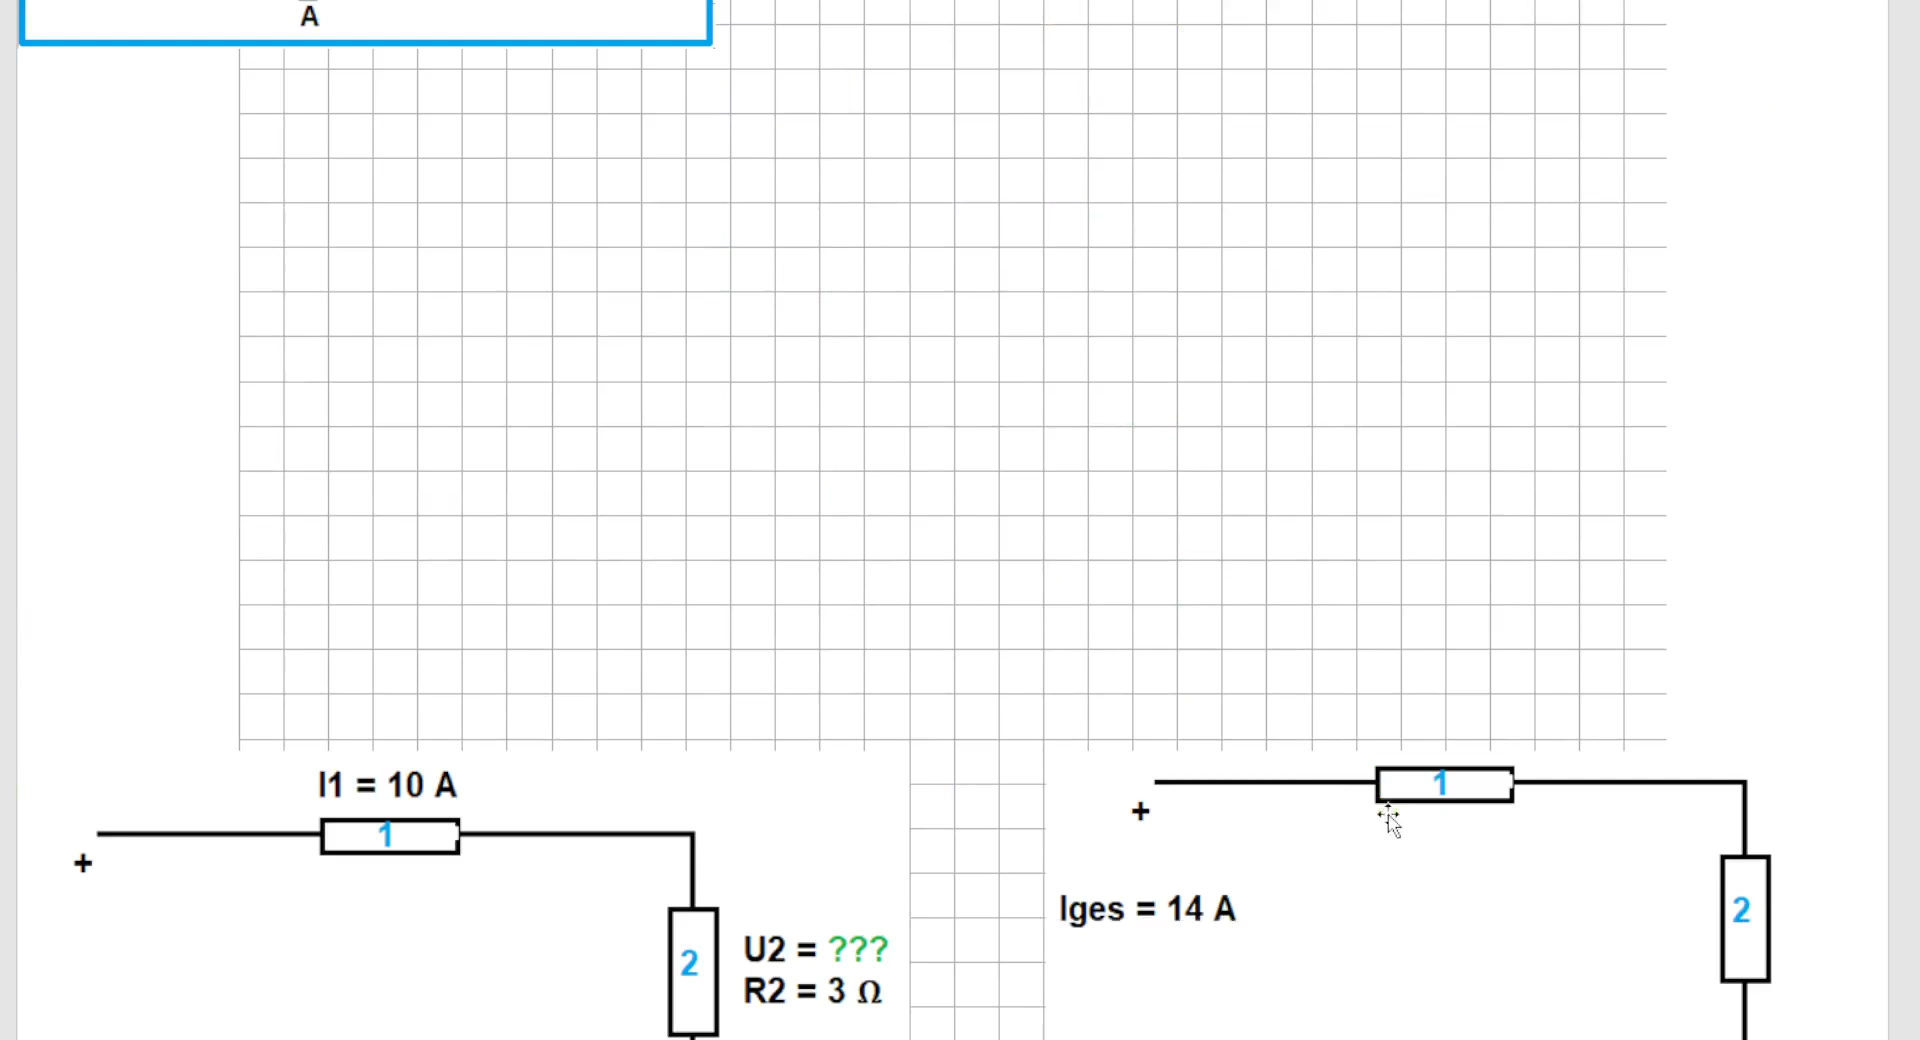 A
I1 = 10 A
1
+
2
U2 = ???
R2 = 3 Ω
1
+
Iges = 14 A
2